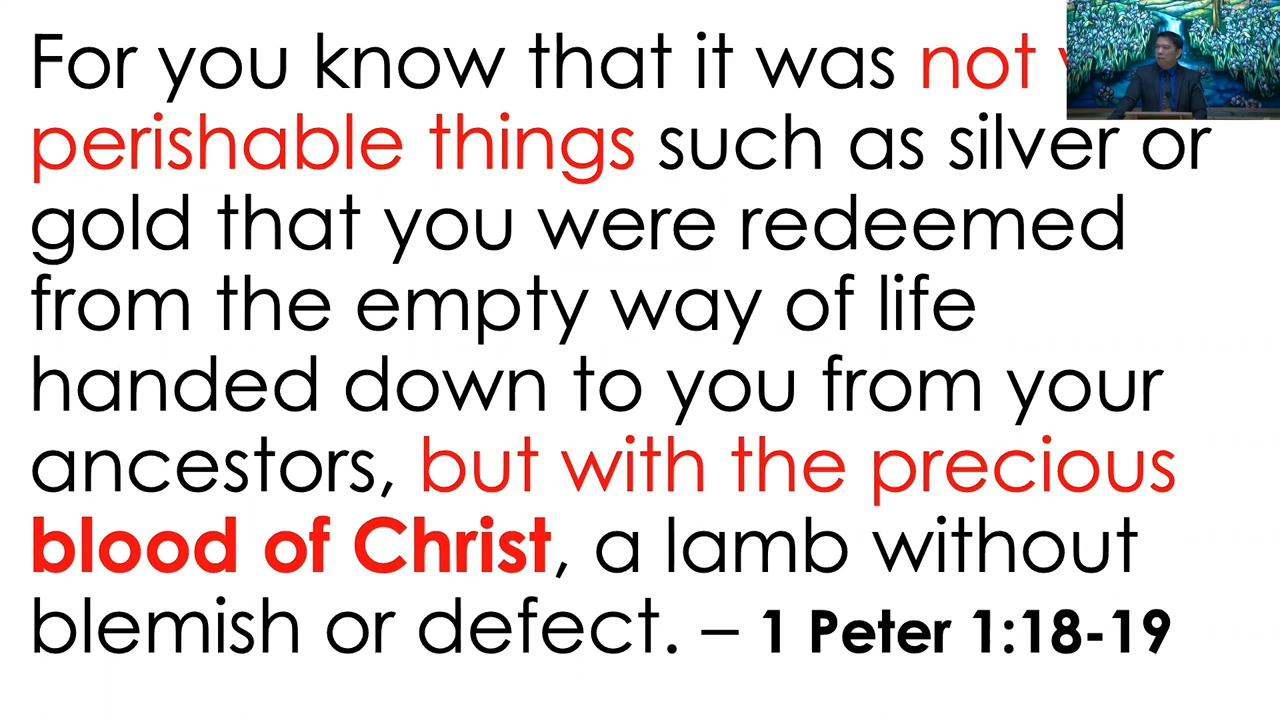 For you know that it was not
perishable things such as silver or
gold that you were redeemed
from the empty way of life
handed down to you from your
ancestors, but with the precious
blood of Christ, a lamb without
blemish or defect. – 1 Peter 1:18-19